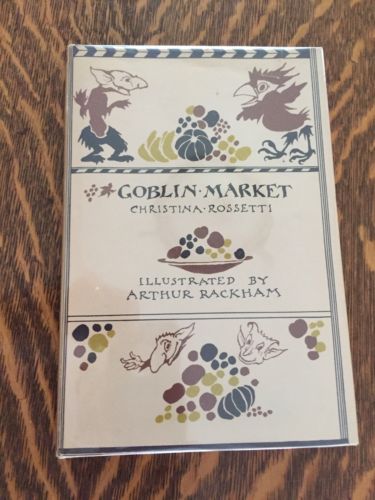 GOBLIN·MARKET
CHRISTINA·ROSSETTI
ILLUSTRATED BY
ARTHUR RACKHAM